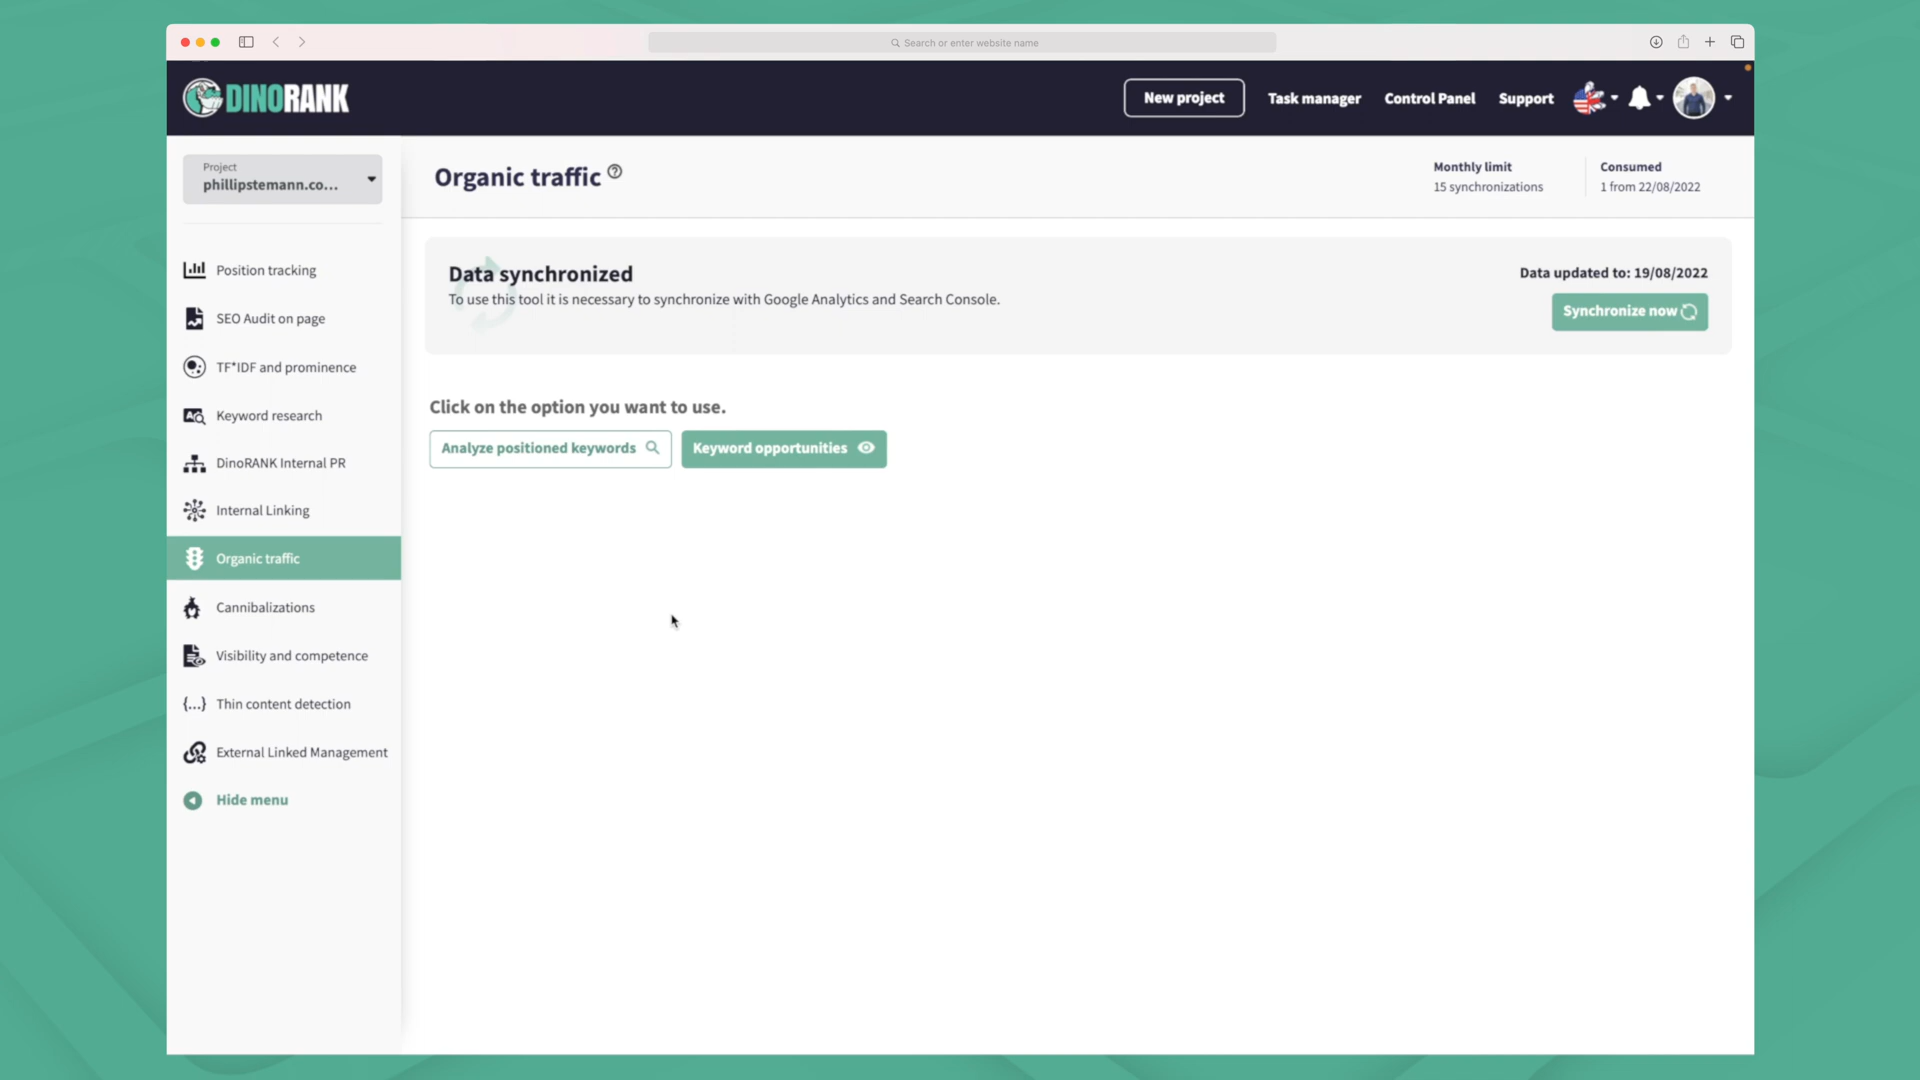 Search or enter website name
DINORANK
New project
Task manager
Control Panel
Support
Project
phillipstemann.co...
Organic traffic
Monthly limit
15 synchronizations
Consumed
1 from 22/08/2022
Position tracking
SEO Audit on page
TF*IDF and prominence
Keyword research
DinoRANK Internal PR
Internal Linking
Organic traffic
Cannibalizations
Visibility and competence
{...} Thin content detection
External Linked Management
Hide menu
Data synchronized
To use this tool it is necessary to synchronize with Google Analytics and Search Console.
Data updated to: 19/08/2022
Synchronize now
Click on the option you want to use.
Analyze positioned keywords
Keyword opportunities